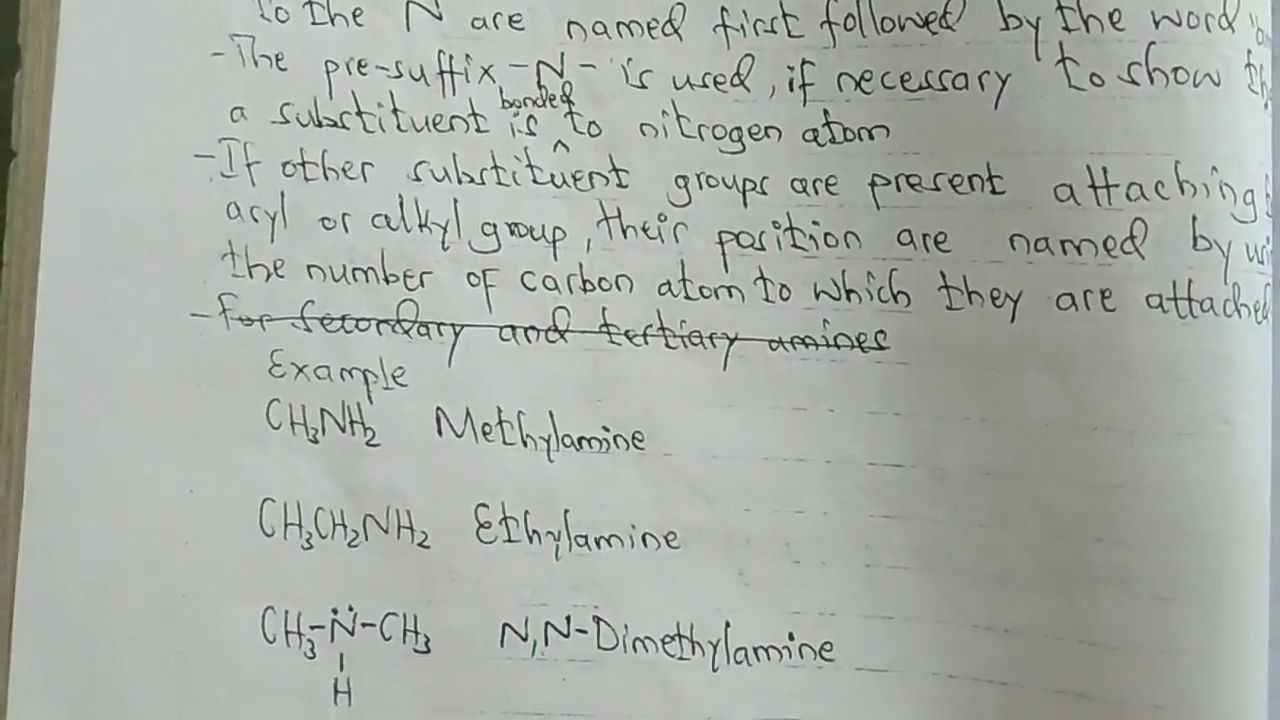 to the N are named first followed by the word
-The pre-suffix -N- is used, if necessary to show
a substituent is bonded to nitrogen atom
-If other substituent groups are present attaching
aryl or alkyl group, their position are named by
the number of carbon atom to which they are attached
-for secondary and tertiary amines
Example
CH₃NH₂ Methylamine
CH₃CH₂NH₂ Ethylamine
CH₃-N̈-CH₃ N,N-Dimethylamine
H